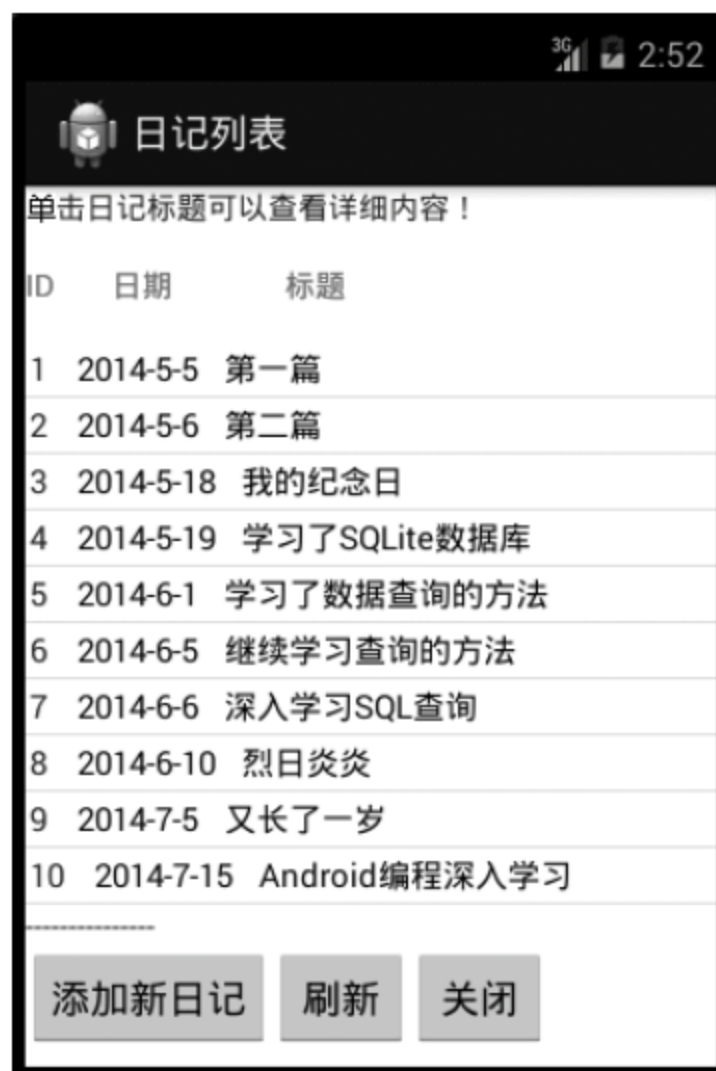 3G 2:52
日记列表
单击日记标题可以查看详细内容！
ID 日期 标题
1 2014-5-5 第一篇
2 2014-5-6 第二篇
3 2014-5-18 我的纪念日
4 2014-5-19 学习了SQLite数据库
5 2014-6-1 学习了数据查询的方法
6 2014-6-5 继续学习查询的方法
7 2014-6-6 深入学习SQL查询
8 2014-6-10 烈日炎炎
9 2014-7-5 又长了一岁
10 2014-7-15 Android编程深入学习
---------------
添加新日记 刷新 关闭